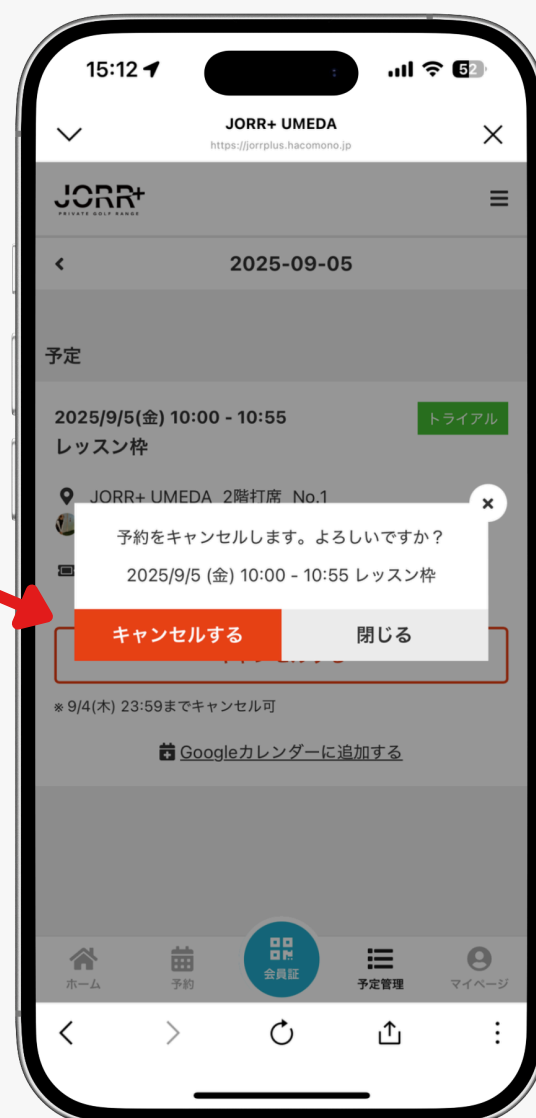 15:12
52
JORR+ UMEDA
https://jorrplus.hacomono.jp
JORR+
PRIVATE GOLF RANGE
2025-09-05
予定
2025/9/5(金) 10:00 - 10:55
トライアル
レッスン枠
JORR+ UMEDA 2階打席 No.1
予約をキャンセルします。よろしいですか？
2025/9/5 (金) 10:00 - 10:55 レッスン枠
キャンセルする
閉じる
※ 9/4(木) 23:59までキャンセル可
Googleカレンダーに追加する
ホーム
予約
会員証
予定管理
マイページ